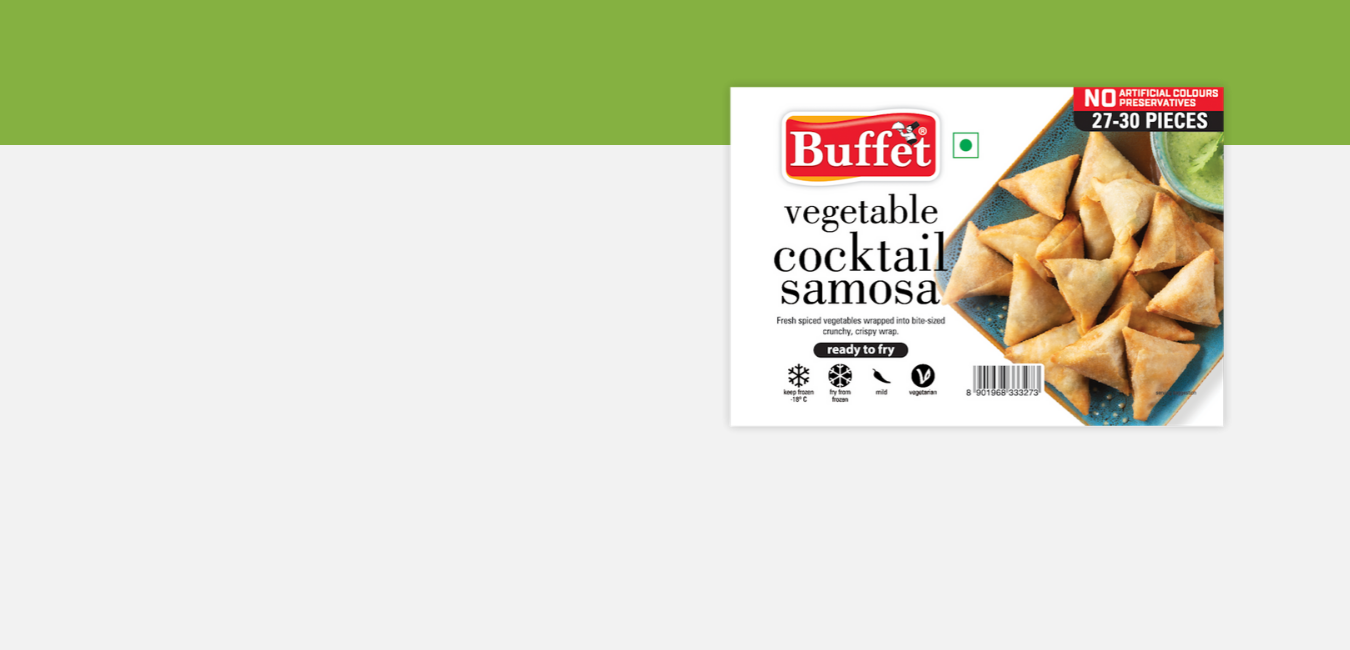 NO ARTIFICIAL COLOURS
PRESERVATIVES
27-30 PIECES
Buffet®
vegetable
cocktail
samosa
Fresh spiced vegetables wrapped into bite-sized
crunchy, crispy wrap.
ready to fry
keep frozen
-18° C
fry from
frozen
mild
vegetarian
8 901968 333273